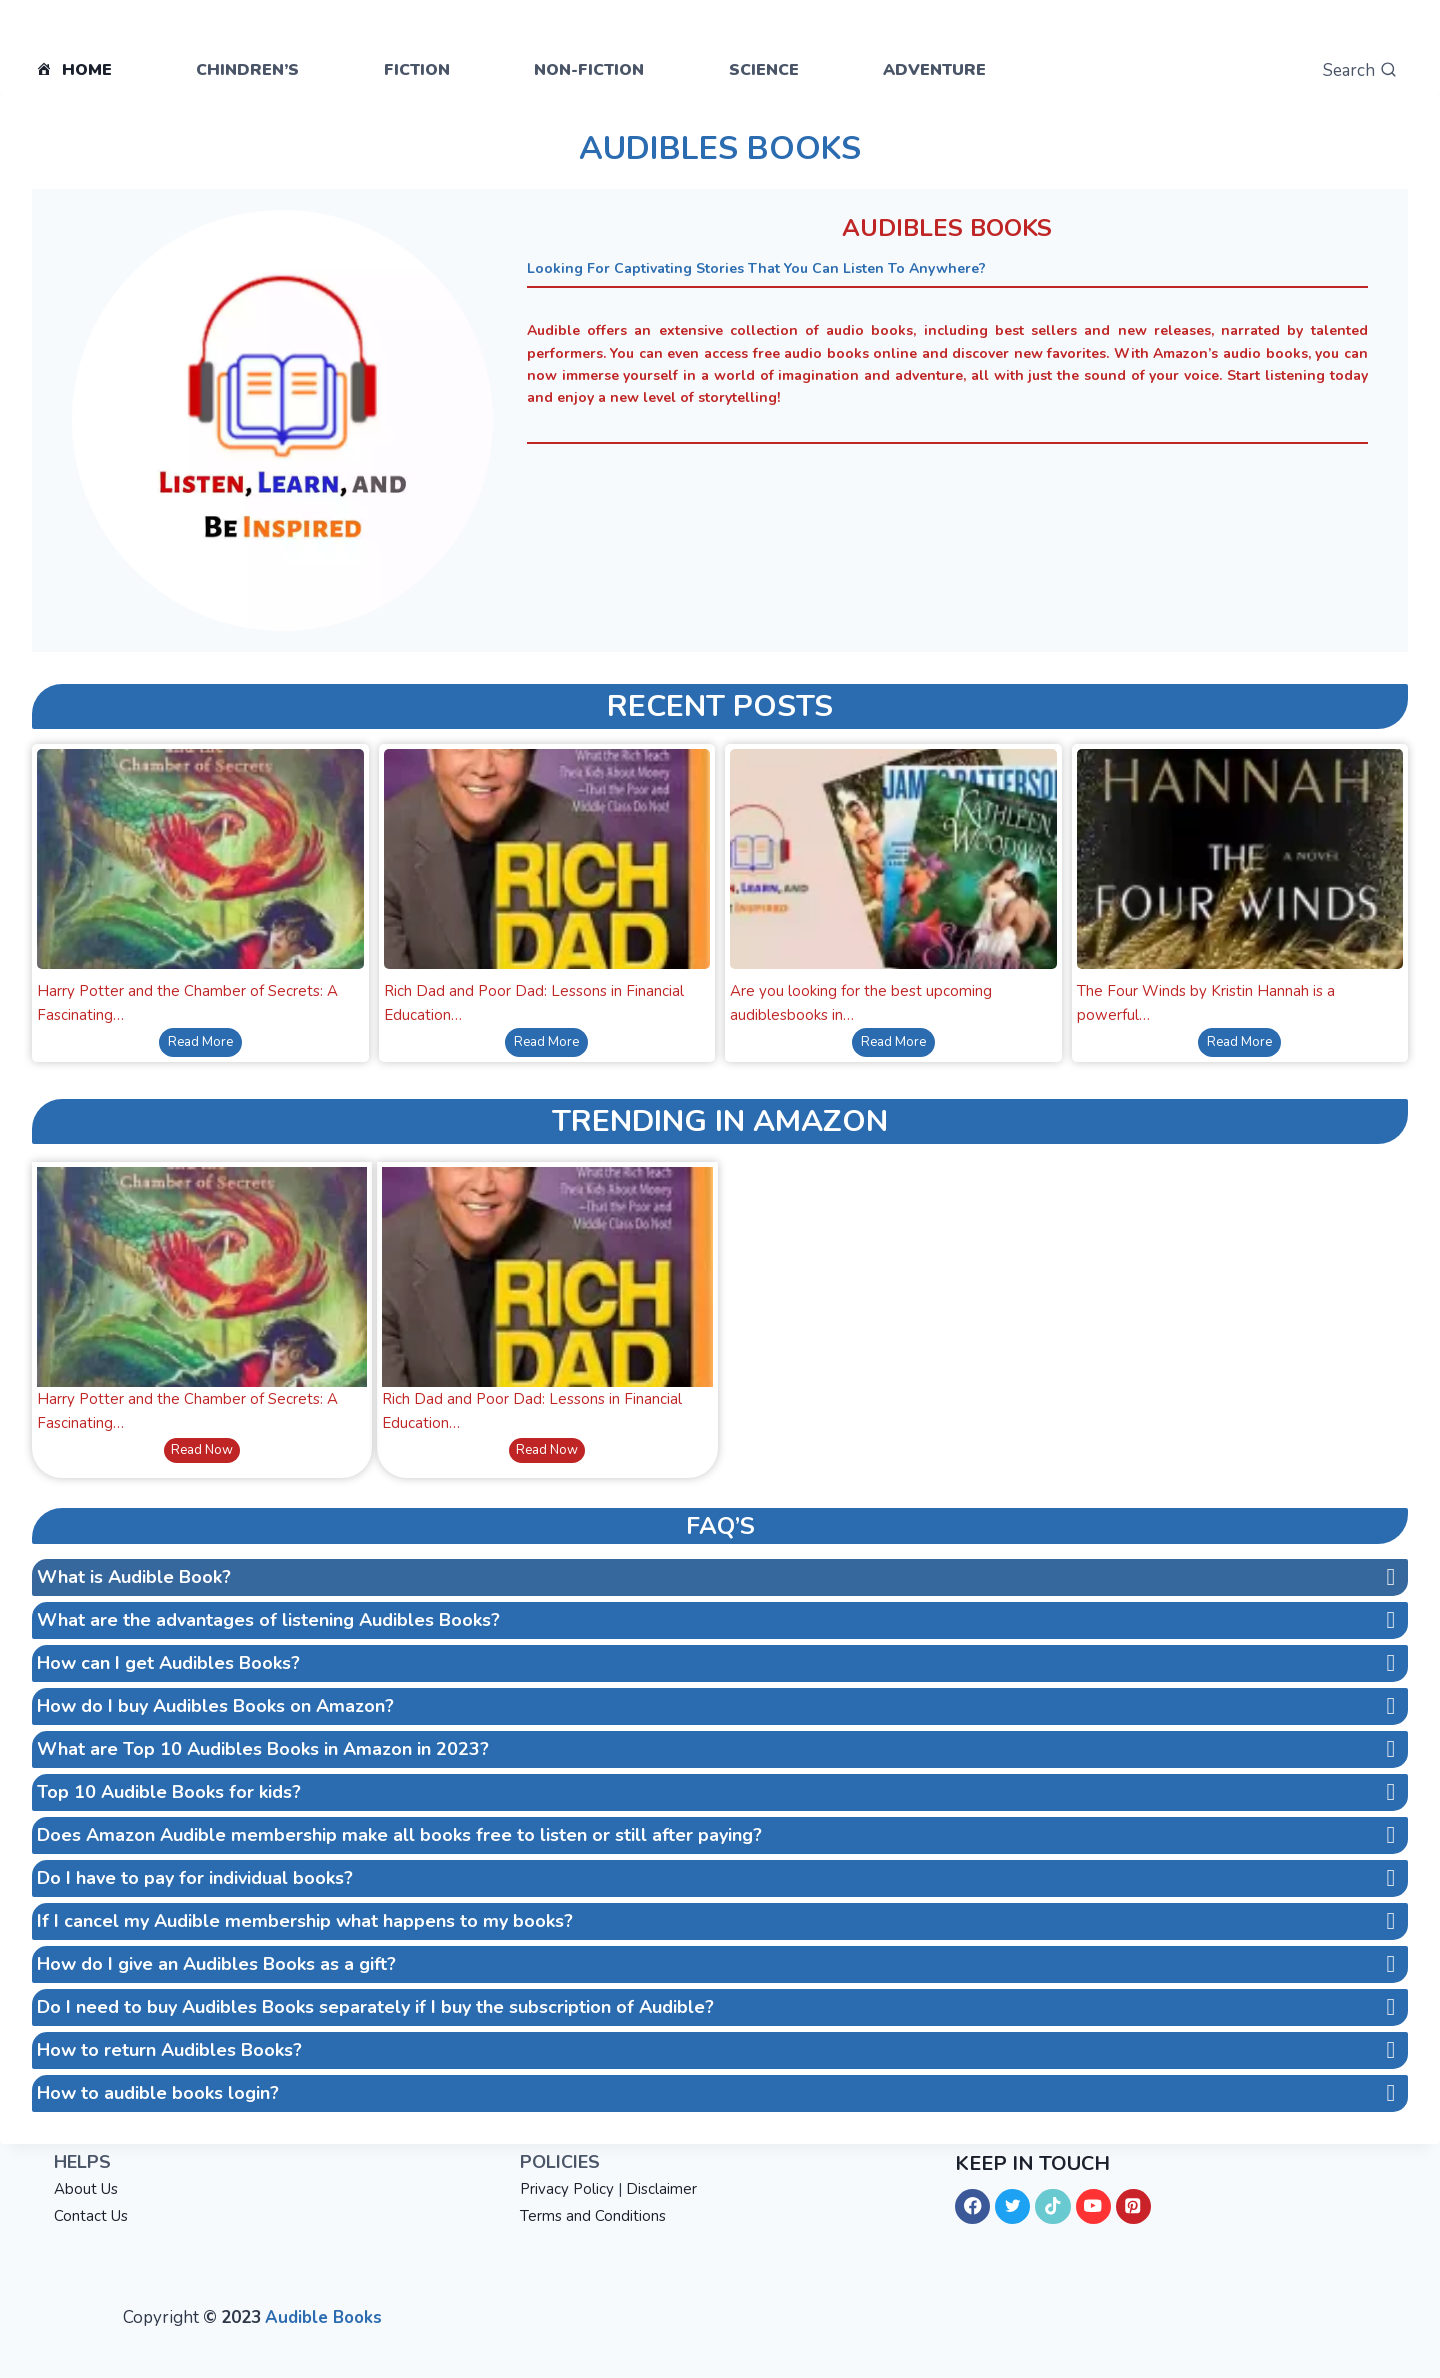 HOME
CHINDREN’S
FICTION
NON-FICTION
SCIENCE
ADVENTURE
Search
AUDIBLES BOOKS
LISTEN, LEARN, AND
BE INSPIRED
AUDIBLES BOOKS
Looking For Captivating Stories That You Can Listen To Anywhere?
Audible offers an extensive collection of audio books, including best sellers and new releases, narrated by talented
performers. You can even access free audio books online and discover new favorites. With Amazon’s audio books, you can
now immerse yourself in a world of imagination and adventure, all with just the sound of your voice. Start listening today
and enjoy a new level of storytelling!
RECENT POSTS
and the
Chamber of Secrets
Harry Potter and the Chamber of Secrets: A
Fascinating…
Read More
What the Rich Teach
Their Kids About Money
–That the Poor and
Middle Class Do Not!
RICH
DAD
Rich Dad and Poor Dad: Lessons in Financial
Education…
Read More
JAMES PATTERSON
KATHLEEN
WOODIWISS
N, LEARN, AND
INSPIRED
Are you looking for the best upcoming
audiblesbooks in…
Read More
HANNAH
THE
A NOVEL
FOUR WINDS
The Four Winds by Kristin Hannah is a
powerful…
Read More
TRENDING IN AMAZON
and the
Chamber of Secrets
Harry Potter and the Chamber of Secrets: A
Fascinating…
Read Now
What the Rich Teach
Their Kids About Money
–That the Poor and
Middle Class Do Not!
RICH
DAD
Rich Dad and Poor Dad: Lessons in Financial
Education…
Read Now
FAQ’S
What is Audible Book?
What are the advantages of listening Audibles Books?
How can I get Audibles Books?
How do I buy Audibles Books on Amazon?
What are Top 10 Audibles Books in Amazon in 2023?
Top 10 Audible Books for kids?
Does Amazon Audible membership make all books free to listen or still after paying?
Do I have to pay for individual books?
If I cancel my Audible membership what happens to my books?
How do I give an Audibles Books as a gift?
Do I need to buy Audibles Books separately if I buy the subscription of Audible?
How to return Audibles Books?
How to audible books login?
HELPS
About Us
Contact Us
POLICIES
Privacy Policy | Disclaimer
Terms and Conditions
KEEP IN TOUCH
Copyright © 2023 Audible Books